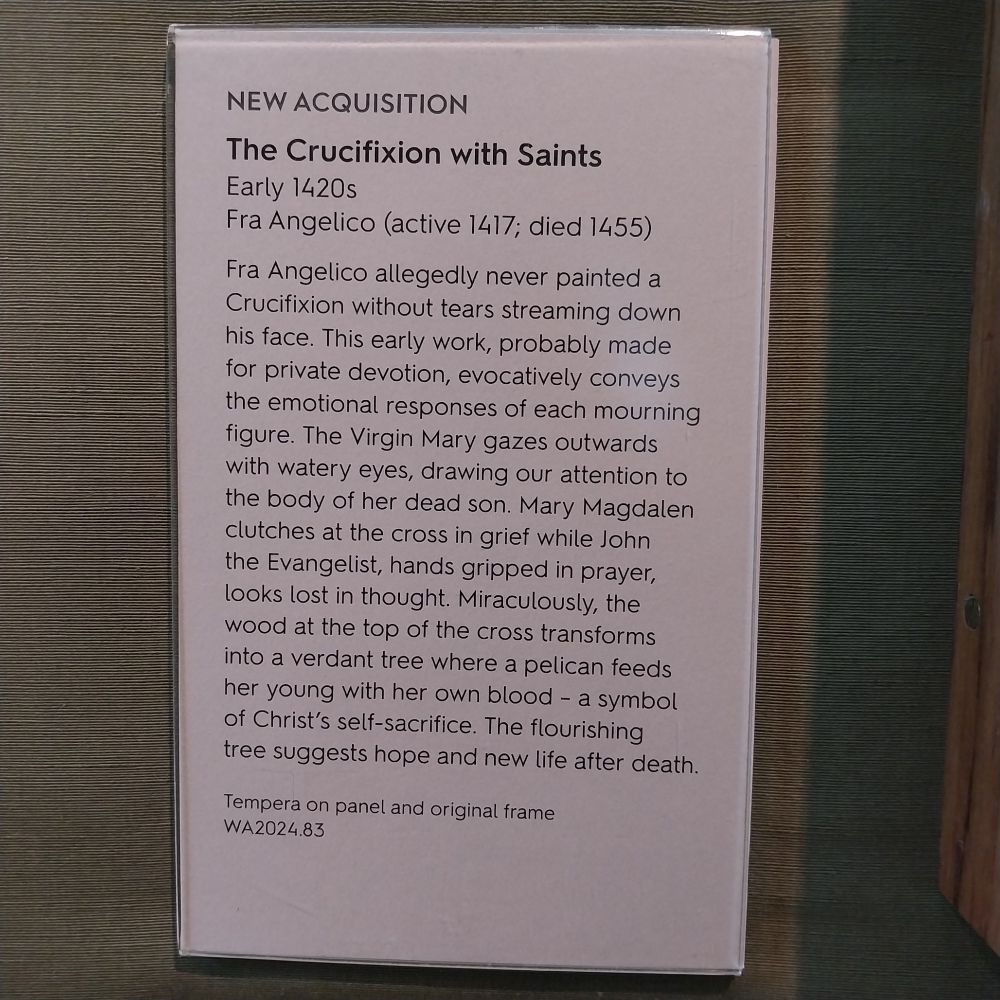 NEW ACQUISITION
The Crucifixion with Saints
Early 1420s
Fra Angelico (active 1417; died 1455)
Fra Angelico allegedly never painted a
Crucifixion without tears streaming down
his face. This early work, probably made
for private devotion, evocatively conveys
the emotional responses of each mourning
figure. The Virgin Mary gazes outwards
with watery eyes, drawing our attention to
the body of her dead son. Mary Magdalen
clutches at the cross in grief while John
the Evangelist, hands gripped in prayer,
looks lost in thought. Miraculously, the
wood at the top of the cross transforms
into a verdant tree where a pelican feeds
her young with her own blood – a symbol
of Christ's self-sacrifice. The flourishing
tree suggests hope and new life after death.
Tempera on panel and original frame
WA2024.83